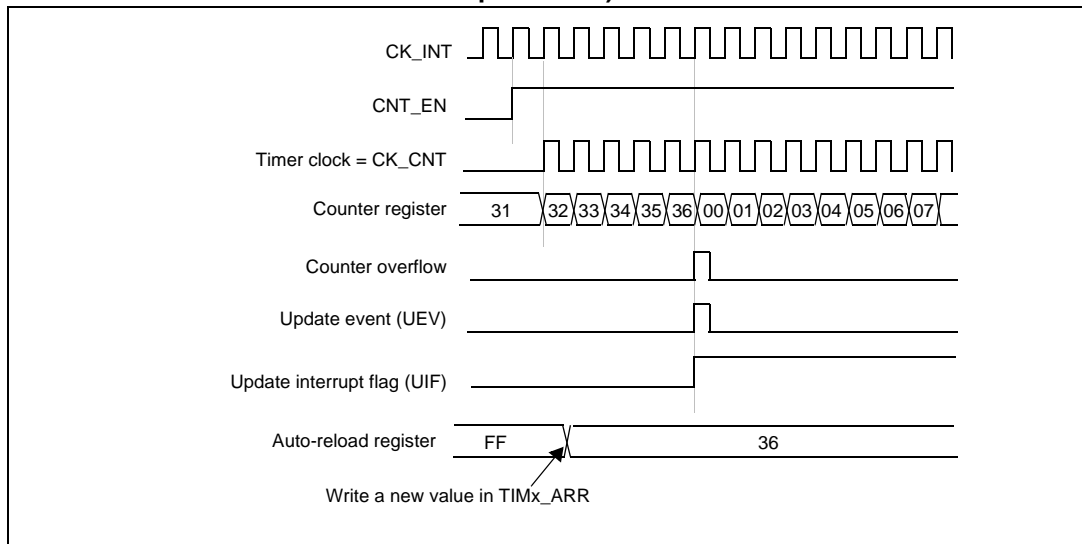 CK_INT
CNT_EN
Timer clock = CK_CNT
Counter register 31 32 33 34 35 36 00 01 02 03 04 05 06 07
Counter overflow
Update event (UEV)
Update interrupt flag (UIF)
Auto-reload register FF 36
Write a new value in TIMx_ARR